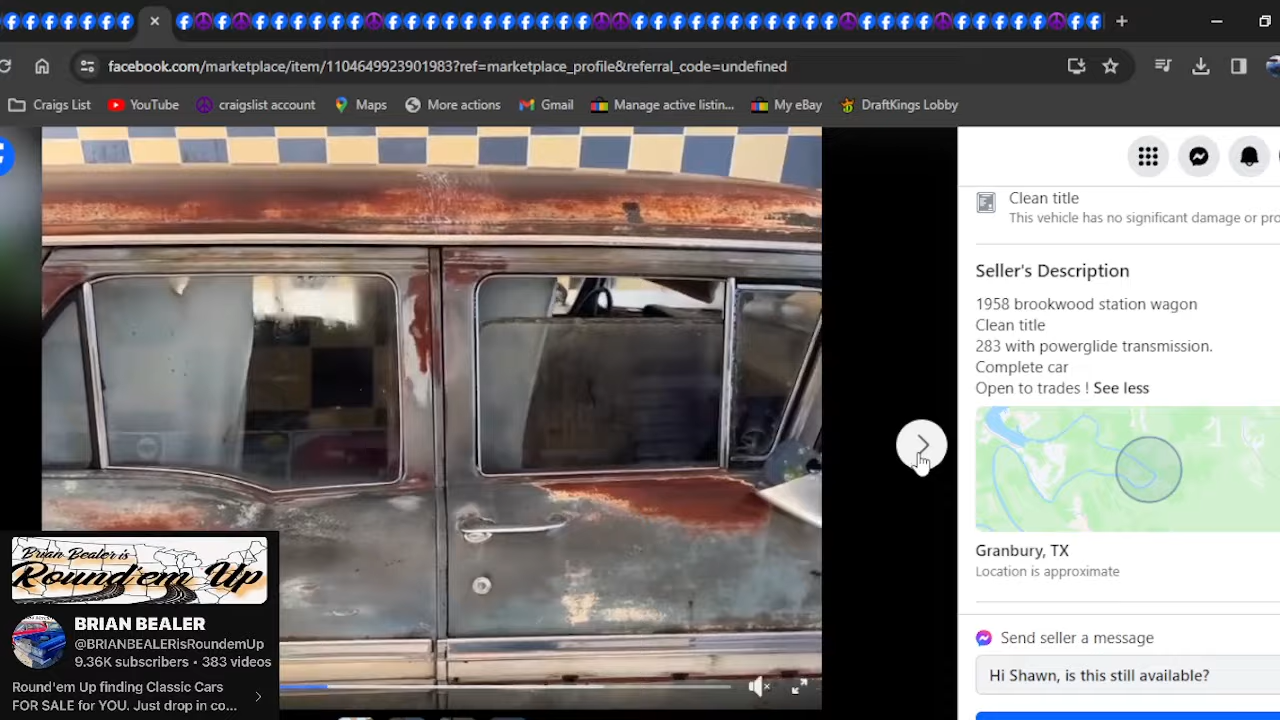 facebook.com/marketplace/item/1104649923901983?ref=marketplace_profile&referral_code=undefined
Craigs List
YouTube
craigslist account
Maps
More actions
Gmail
Manage active listin...
My eBay
DraftKings Lobby
Clean title
This vehicle has no significant damage or pro
Seller's Description
1958 brookwood station wagon
Clean title
283 with powerglide transmission.
Complete car
Open to trades ! See less
Granbury, TX
Location is approximate
Send seller a message
Hi Shawn, is this still available?
Brian Bealer is
Round'em Up
BRIAN BEALER
@BRIANBEALERisRoundemUp
9.36K subscribers • 383 videos
Round'em Up finding Classic Cars
FOR SALE for YOU. Just drop in co...